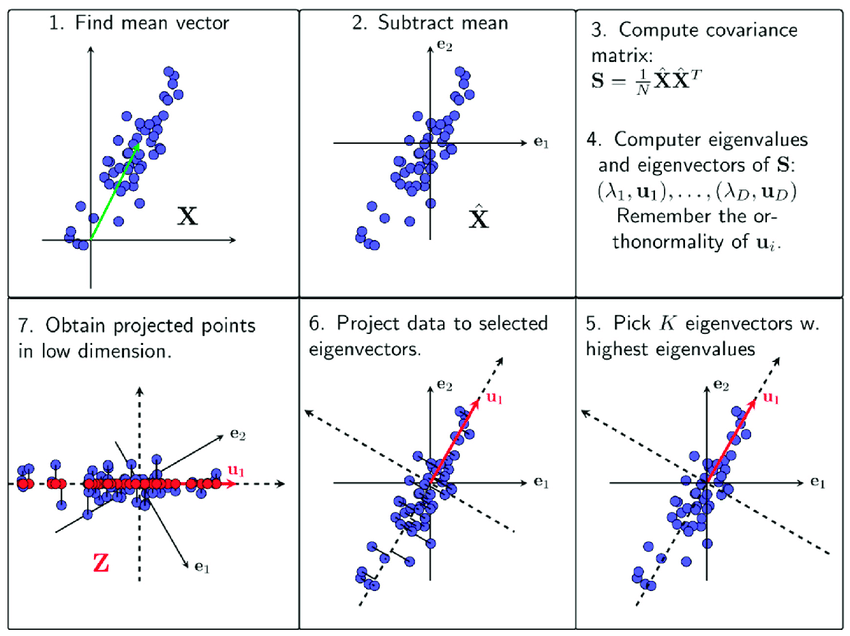 1. Find mean vector
X
2. Subtract mean
e₂
e₁
X̂
3. Compute covariance
matrix:
S = 1/N X̂X̂ᵀ
4. Computer eigenvalues
and eigenvectors of S:
(λ₁, u₁), . . . , (λ_D, u_D)
Remember the or-
thonormality of uᵢ.
7. Obtain projected points
in low dimension.
e₂
u₁
Z
e₁
6. Project data to selected
eigenvectors.
e₂
u₁
e₁
5. Pick K eigenvectors w.
highest eigenvalues
e₂
u₁
e₁